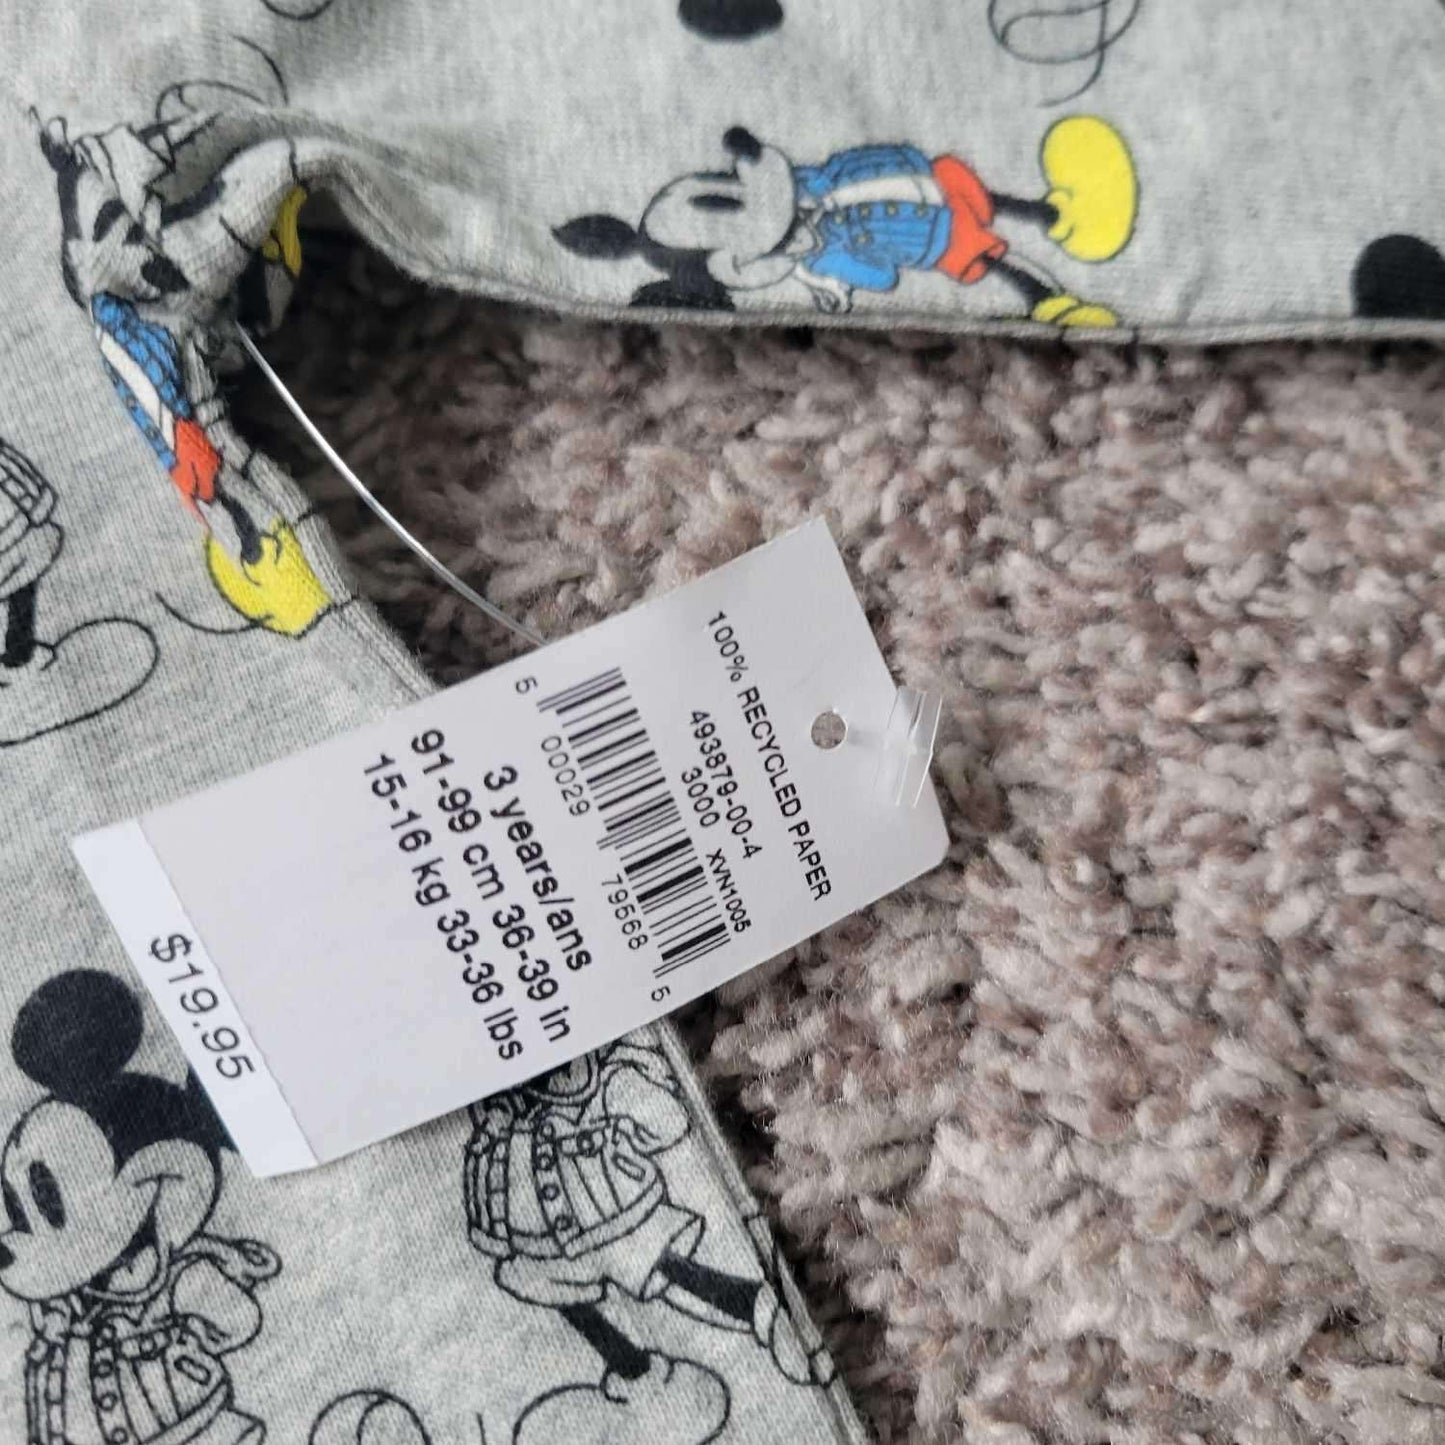 100% RECYCLED PAPER
493879-00-4
3000 XVN1005
5 00029 79568 5
3 years/ans
91-99 cm 36-39 in
15-16 kg 33-36 lbs
$19.95